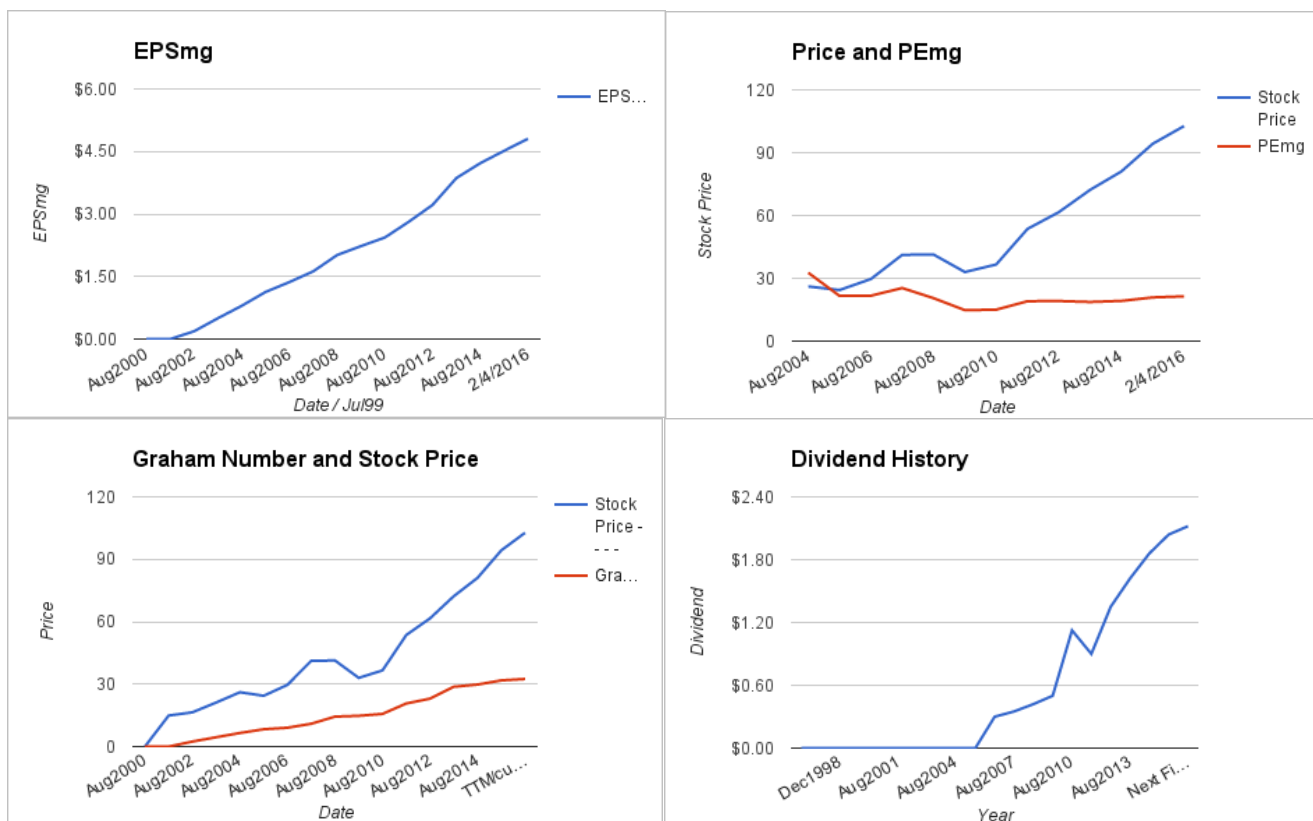 EPSmg
$6.00
$4.50
$3.00
$1.50
$0.00
EPSmg
EPS...
Aug2000
Aug2002
Aug2004
Aug2006
Aug2008
Aug2010
Aug2012
Aug2014
2/4/2016
Date / Jul99
Price and PEmg
120
90
60
30
0
Stock Price
Stock
Price
PEmg
Aug2004
Aug2006
Aug2008
Aug2010
Aug2012
Aug2014
2/4/2016
Date
Graham Number and Stock Price
120
90
60
30
0
Price
Stock
Price -
- - -
Gra...
Aug2000
Aug2002
Aug2004
Aug2006
Aug2008
Aug2010
Aug2012
Aug2014
TTM/cu...
Date
Dividend History
$2.40
$1.80
$1.20
$0.60
$0.00
Dividend
Dec1998
Aug2001
Aug2004
Aug2007
Aug2010
Aug2013
Next Fi...
Year